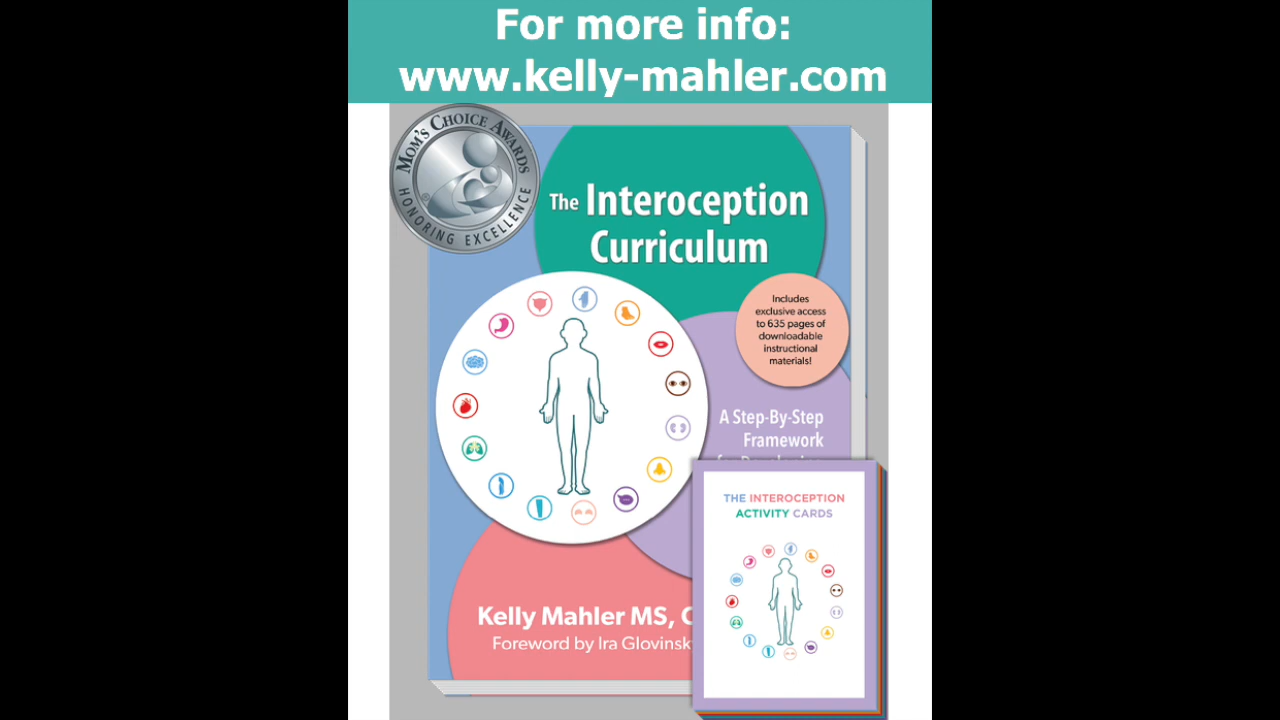 For more info:
www.kelly-mahler.com
MOM'S CHOICE AWARDS
HONORING EXCELLENCE
®
The Interoception
Curriculum
Includes
exclusive access
to 635 pages of
downloadable
instructional
materials!
A Step-By-Step
Framework
Kelly Mahler MS,
Foreword by Ira Glovinsk
THE INTEROCEPTION
ACTIVITY CARDS